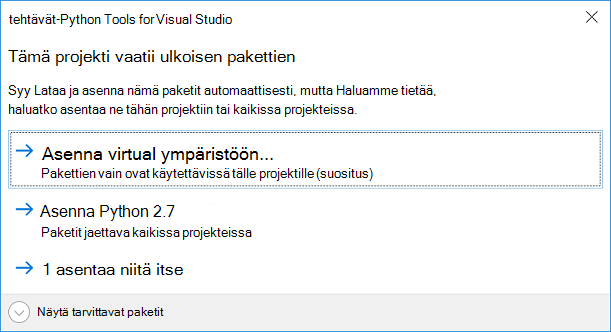 tehtävät-Python Tools for Visual Studio
Tämä projekti vaatii ulkoisen pakettien
Syy Lataa ja asenna nämä paketit automaattisesti, mutta Haluamme tietää,
haluatko asentaa ne tähän projektiin tai kaikissa projekteissa.
Asenna virtual ympäristöön...
Pakettien vain ovat käytettävissä tälle projektille (suositus)
Asenna Python 2.7
Paketit jaettava kaikissa projekteissa
1 asentaa niitä itse
Näytä tarvittavat paketit